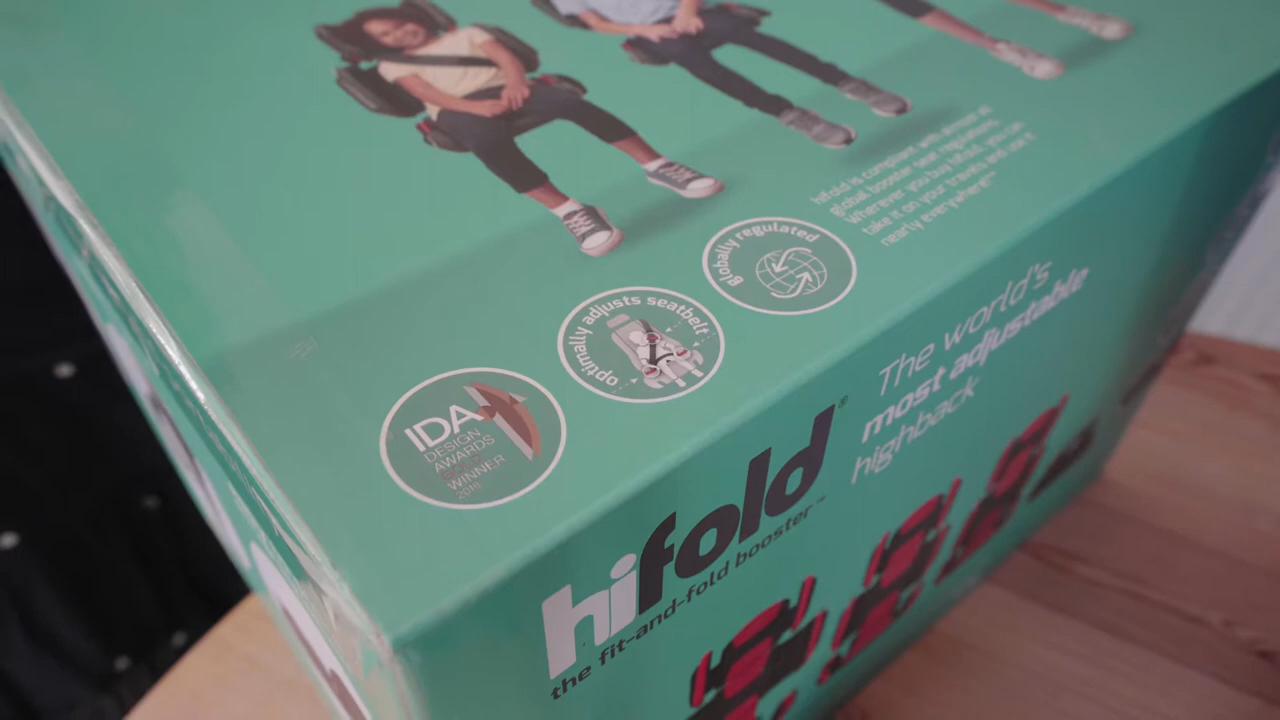 hifold is compliant with almost all
global booster seat regulations.
Wherever you buy hifold, you can
take it on your travels and use it
nearly everywhere!**
globally regulated
optimally adjusts seatbelt
IDA
DESIGN
AWARDS
GOLD
WINNER
2018
The world's
most adjustable
highback
hifold®
the fit-and-fold booster™